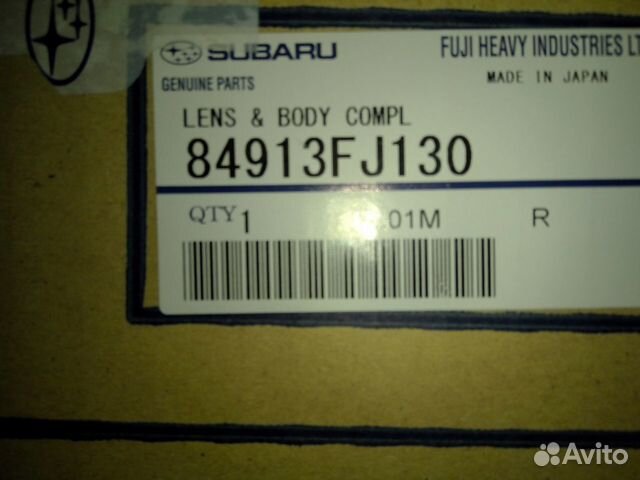 SUBARU
FUJI HEAVY INDUSTRIES LT
GENUINE PARTS
MADE IN JAPAN
LENS & BODY COMPL
84913FJ130
QTY 1
01M
R
Avito